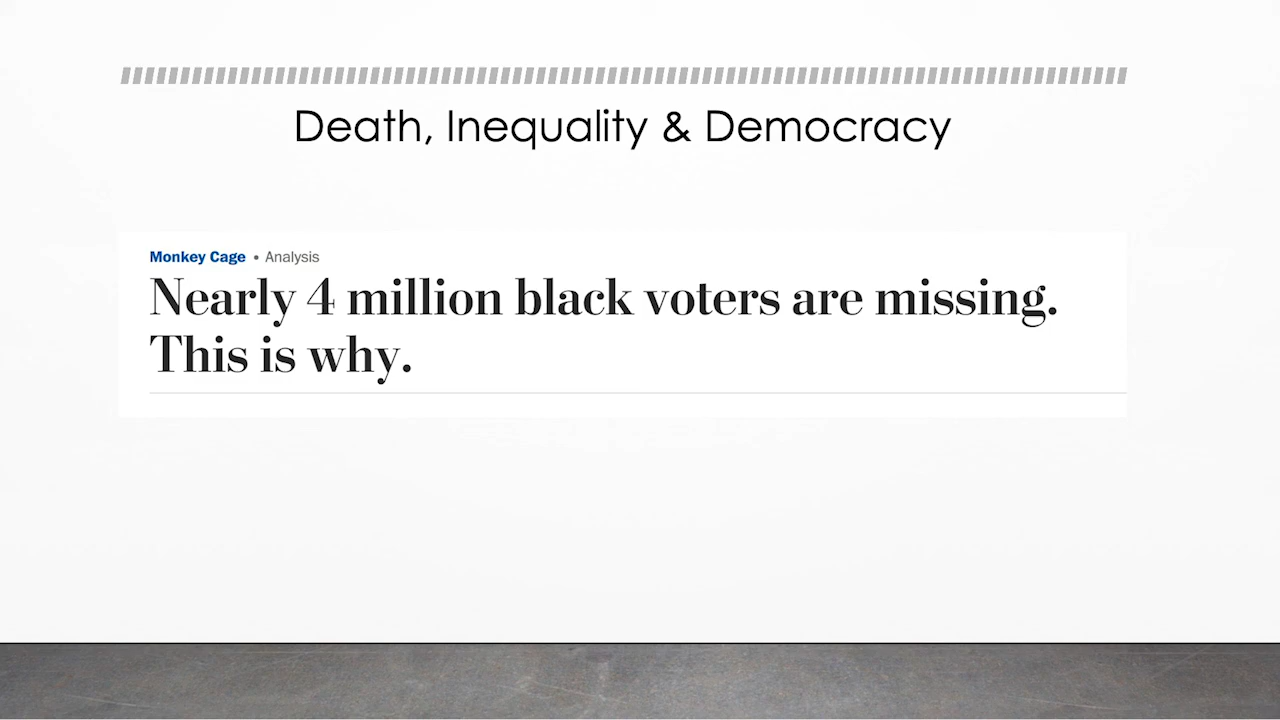 Death, Inequality & Democracy
Monkey Cage • Analysis
Nearly 4 million black voters are missing.
This is why.